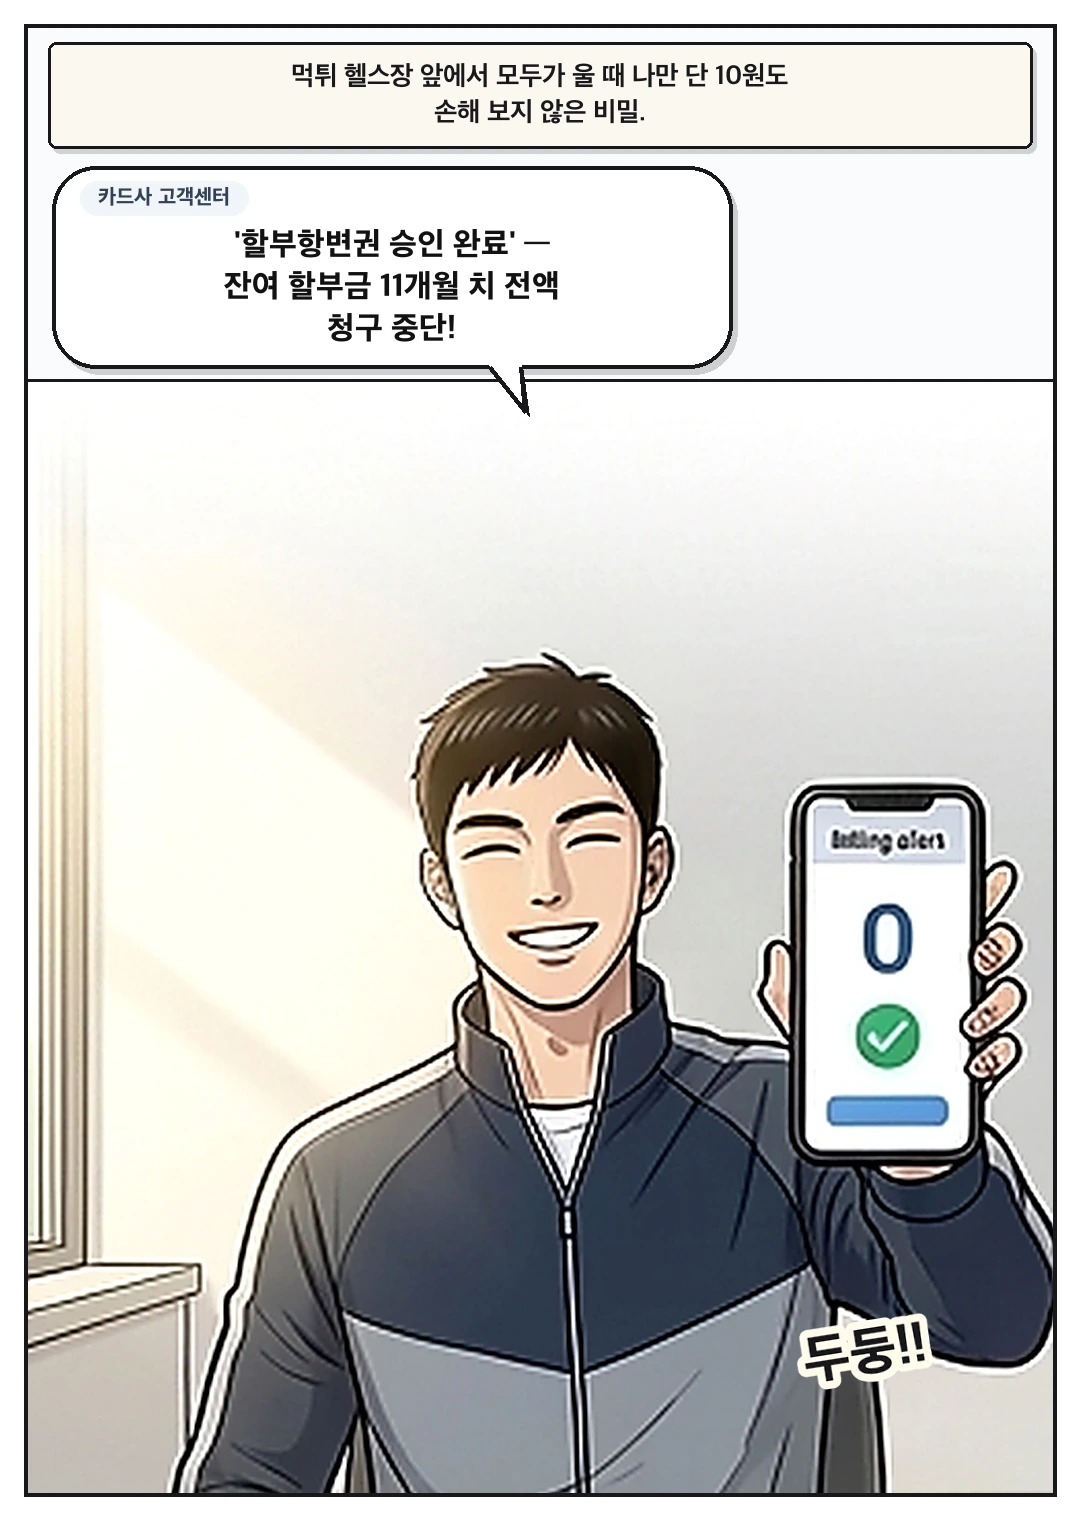 먹튀 헬스장 앞에서 모두가 울 때 나만 단 10원도
손해 보지 않은 비밀.
카드사 고객센터
'할부항변권 승인 완료' —
잔여 할부금 11개월 치 전액
청구 중단!
0
두둥!!